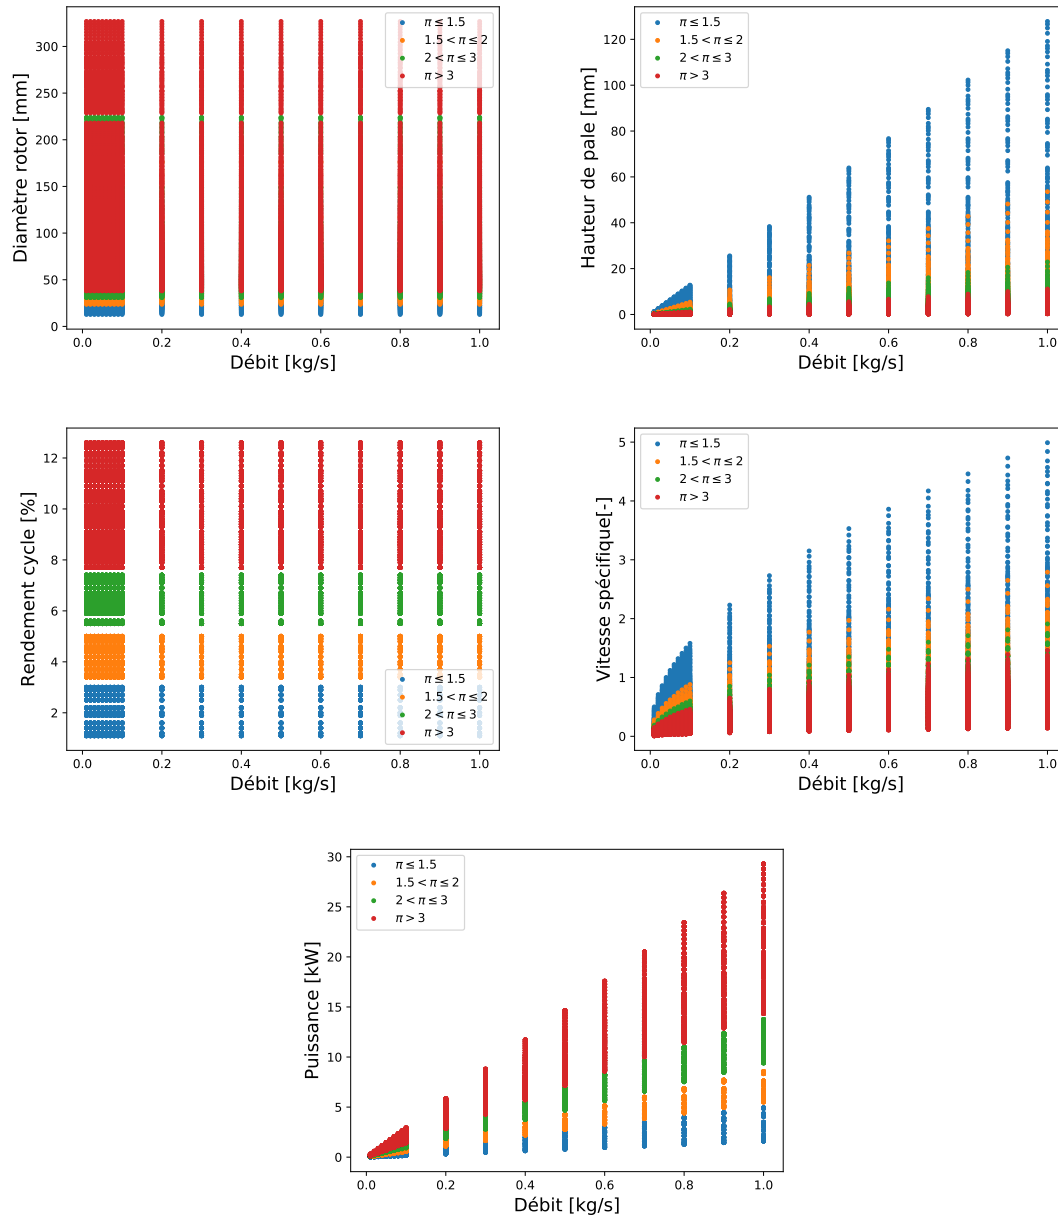 π ≤ 1.5
1.5 < π ≤ 2
2 < π ≤ 3
π > 3
300
250
200
150
100
50
0
Diamètre rotor [mm]
0.0 0.2 0.4 0.6 0.8 1.0
Débit [kg/s]
π ≤ 1.5
1.5 < π ≤ 2
2 < π ≤ 3
π > 3
120
100
80
60
40
20
0
Hauteur de pale [mm]
0.0 0.2 0.4 0.6 0.8 1.0
Débit [kg/s]
12
10
8
6
4
2
Rendement cycle [%]
π ≤ 1.5
1.5 < π ≤ 2
2 < π ≤ 3
π > 3
0.0 0.2 0.4 0.6 0.8 1.0
Débit [kg/s]
π ≤ 1.5
1.5 < π ≤ 2
2 < π ≤ 3
π > 3
5
4
3
2
1
0
Vitesse spécifique[-]
0.0 0.2 0.4 0.6 0.8 1.0
Débit [kg/s]
π ≤ 1.5
1.5 < π ≤ 2
2 < π ≤ 3
π > 3
30
25
20
15
10
5
0
Puissance [kW]
0.0 0.2 0.4 0.6 0.8 1.0
Débit [kg/s]